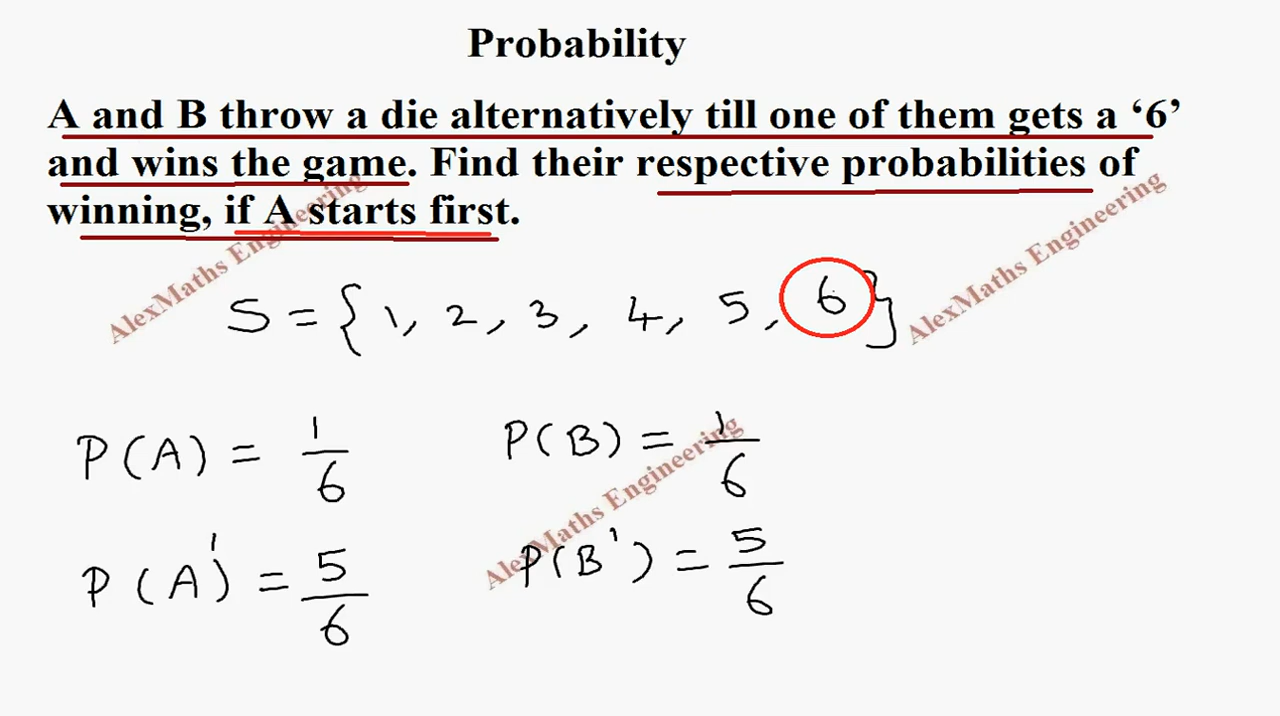 Probability
A and B throw a die alternatively till one of them gets a ‘6’
and wins the game. Find their respective probabilities of
winning, if A starts first.
AlexMaths Engineering
AlexMaths Engineering
S = { 1, 2, 3, 4, 5, 6 }
P(A) = 1/6
P(B) = 1/6
AlexMaths Engineering
P(A') = 5/6
P(B') = 5/6